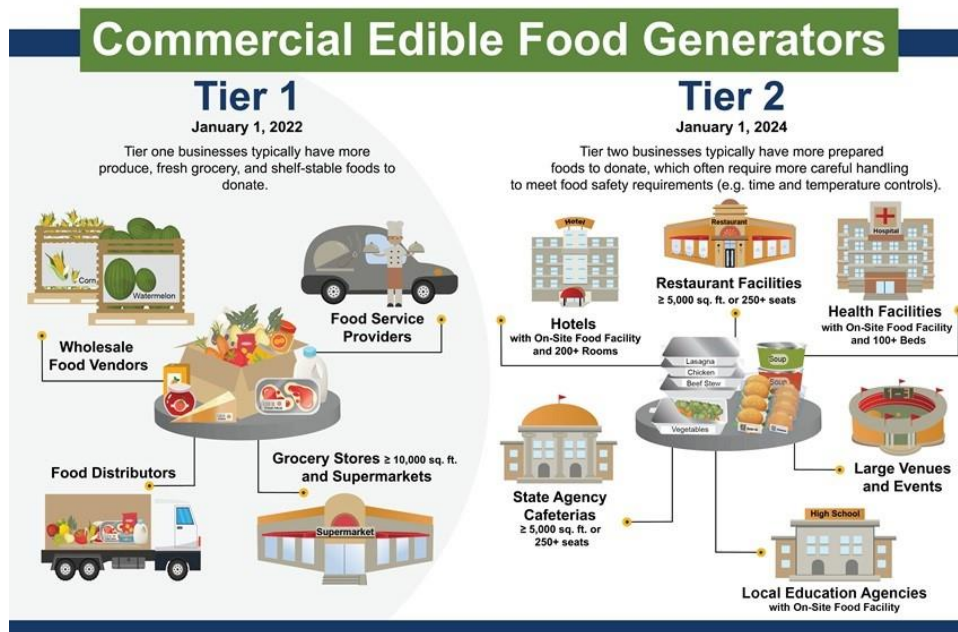 Commercial Edible Food Generators
Tier 1
January 1, 2022
Tier one businesses typically have more
produce, fresh grocery, and shelf-stable foods to
donate.
Corn
Watermelon
Wholesale
Food Vendors
Food Service
Providers
Food Distributors
Grocery Stores ≥ 10,000 sq. ft.
and Supermarkets
Supermarket
Tier 2
January 1, 2024
Tier two businesses typically have more prepared
foods to donate, which often require more careful handling
to meet food safety requirements (e.g. time and temperature controls).
Hotel
Hotels
with On-Site Food Facility
and 200+ Rooms
Restaurant
Restaurant Facilities
≥ 5,000 sq. ft. or 250+ seats
Hospital
Health Facilities
with On-Site Food Facility
and 100+ Beds
Lasagna
Chicken
Beef Stew
Vegetables
Soup
Soup
State Agency
Cafeterias
≥ 5,000 sq. ft. or
250+ seats
Large Venues
and Events
High School
Local Education Agencies
with On-Site Food Facility